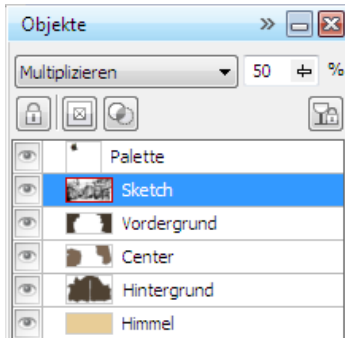 Objekte
Multiplizieren 50 %
Palette
Sketch
Vordergrund
Center
Hintergrund
Himmel